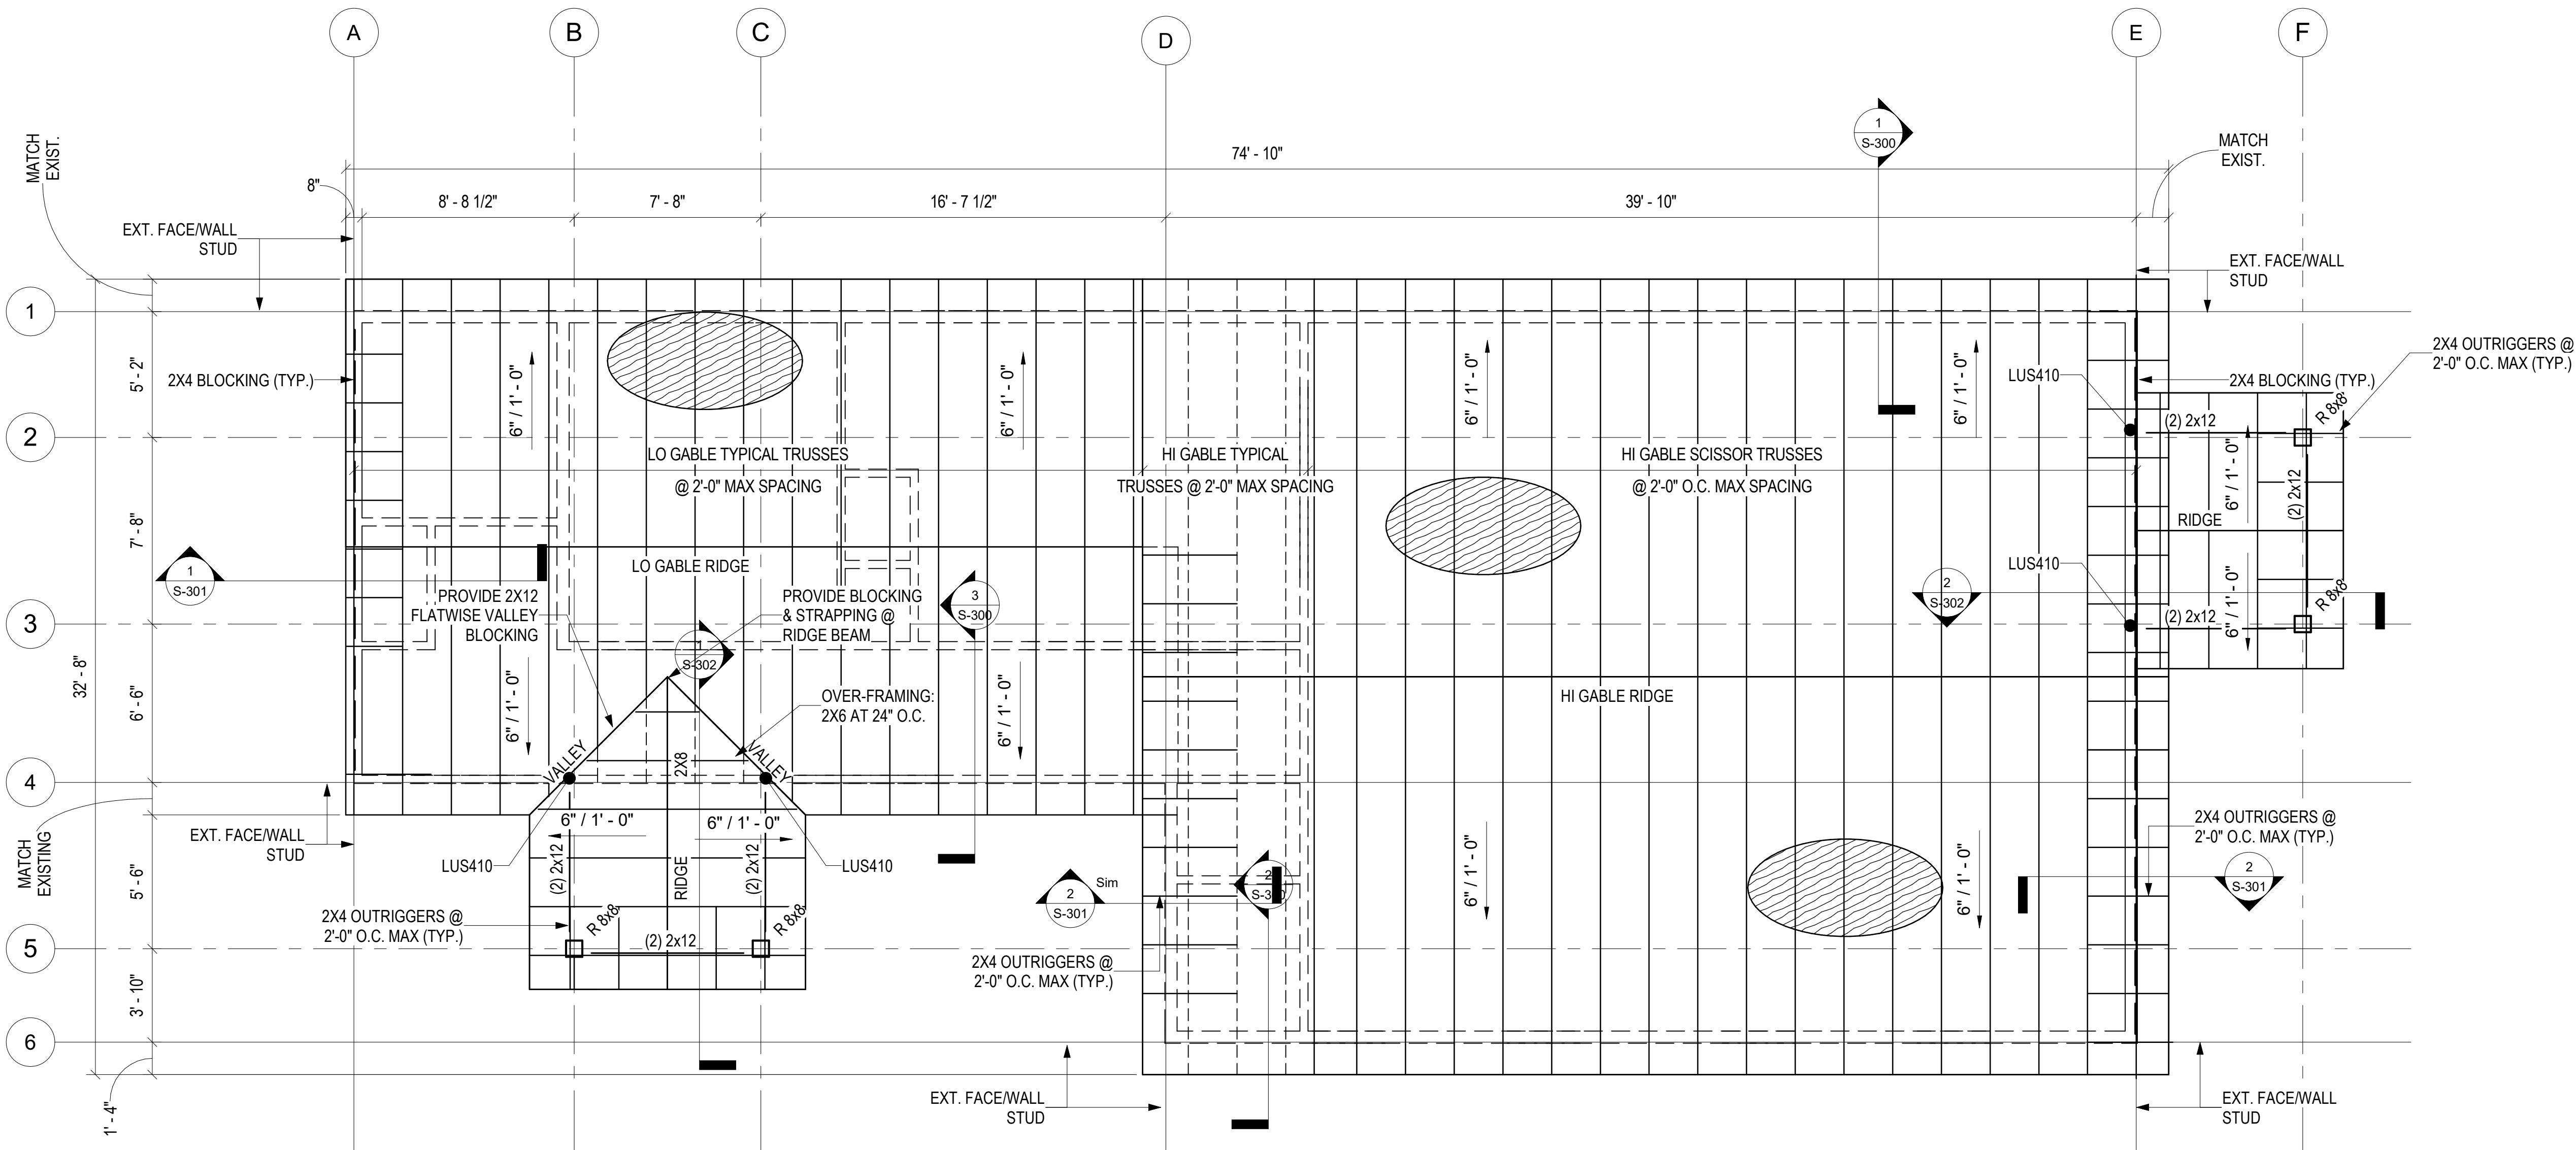 A
B
C
D
E
F
MATCH
EXIST.
74' - 10"
1
S-300
MATCH
EXIST.
8"
8' - 8 1/2"
7' - 8"
16' - 7 1/2"
39' - 10"
EXT. FACE/WALL
STUD
EXT. FACE/WALL
STUD
1
5' - 2"
2X4 BLOCKING (TYP.)
6" / 1' - 0"
6" / 1' - 0"
6" / 1' - 0"
6" / 1' - 0"
LUS410
2X4 BLOCKING (TYP.)
2X4 OUTRIGGERS @
2'-0" O.C. MAX (TYP.)
R 8x8
(2) 2x12
2
LO GABLE TYPICAL TRUSSES
@ 2'-0" MAX SPACING
HI GABLE TYPICAL
TRUSSES @ 2'-0" MAX SPACING
HI GABLE SCISSOR TRUSSES
@ 2'-0" O.C. MAX SPACING
6" / 1' - 0"
(2) 2x12
RIDGE
7' - 8"
1
S-301
LO GABLE RIDGE
PROVIDE 2X12
FLATWISE VALLEY
BLOCKING
PROVIDE BLOCKING
& STRAPPING @
RIDGE BEAM
3
S-300
LUS410
2
S-302
6" / 1' - 0"
R 8x8
(2) 2x12
3
32' - 8"
6' - 6"
1
S-302
6" / 1' - 0"
OVER-FRAMING:
2X6 AT 24" O.C.
6" / 1' - 0"
HI GABLE RIDGE
VALLEY
2X8
VALLEY
4
MATCH
EXISTING
EXT. FACE/WALL
STUD
6" / 1' - 0"
6" / 1' - 0"
LUS410
(2) 2x12
RIDGE
(2) 2x12
LUS410
5' - 6"
2
S-301
Sim
2
6" / 1' - 0"
6" / 1' - 0"
2X4 OUTRIGGERS @
2'-0" O.C. MAX (TYP.)
2
S-301
2X4 OUTRIGGERS @
2'-0" O.C. MAX (TYP.)
R 8x8
(2) 2x12
R 8x8
5
2X4 OUTRIGGERS @
2'-0" O.C. MAX (TYP.)
3' - 10"
6
1' - 4"
EXT. FACE/WALL
STUD
EXT. FACE/WALL
STUD